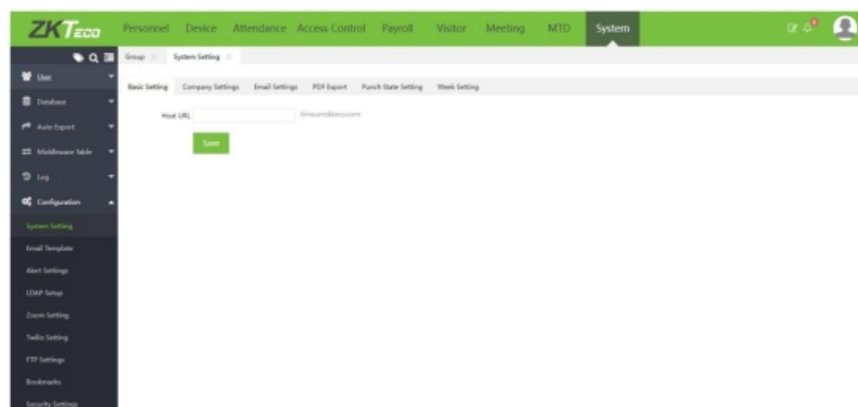 ZKTeco Personnel Device Attendance Access Control Payroll Visitor Meeting MTD System
Group System Setting
User
Basic Setting Company Settings Email Settings PDF Export Punch State Setting Week Setting
Database
Host URL
Auto Export
Save
Middleware Table
Log
Configuration
System Setting
Email Template
Alert Settings
LDAP Setup
Zoom Setting
Twilio Setting
FTP Settings
Bookmarks
Security Settings